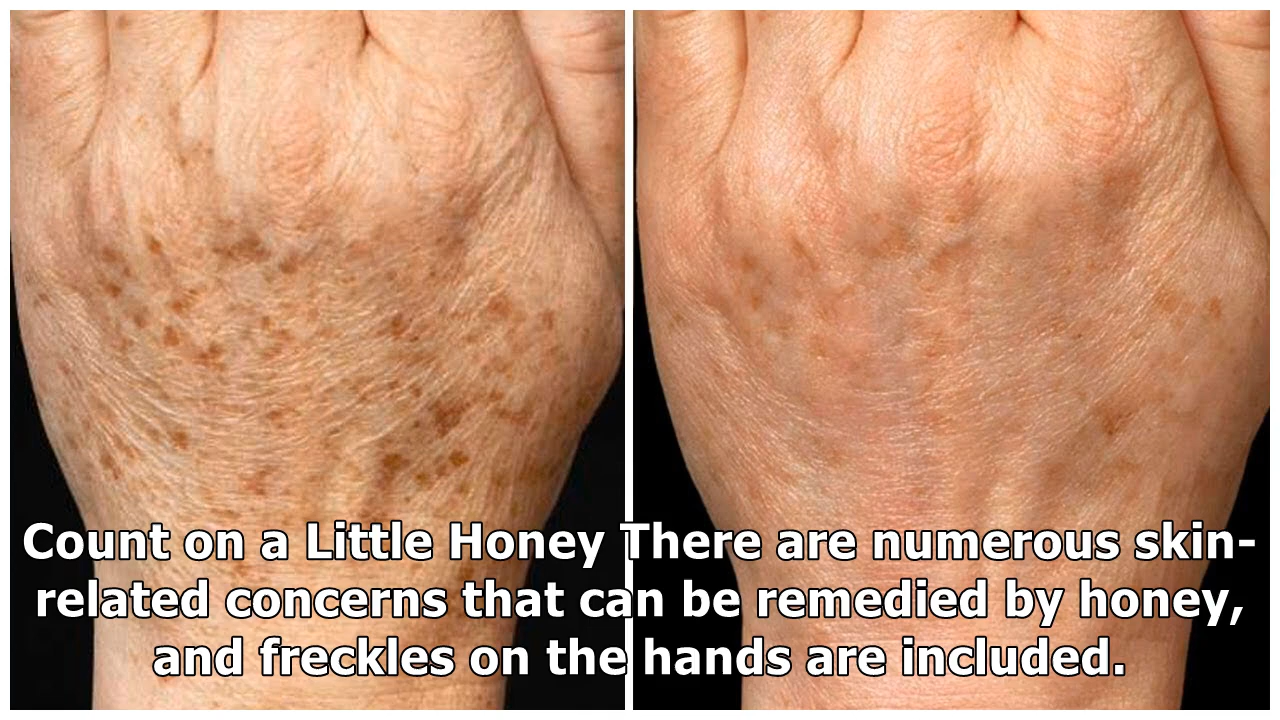 Count on a Little Honey There are numerous skin-
related concerns that can be remedied by honey,
and freckles on the hands are included.